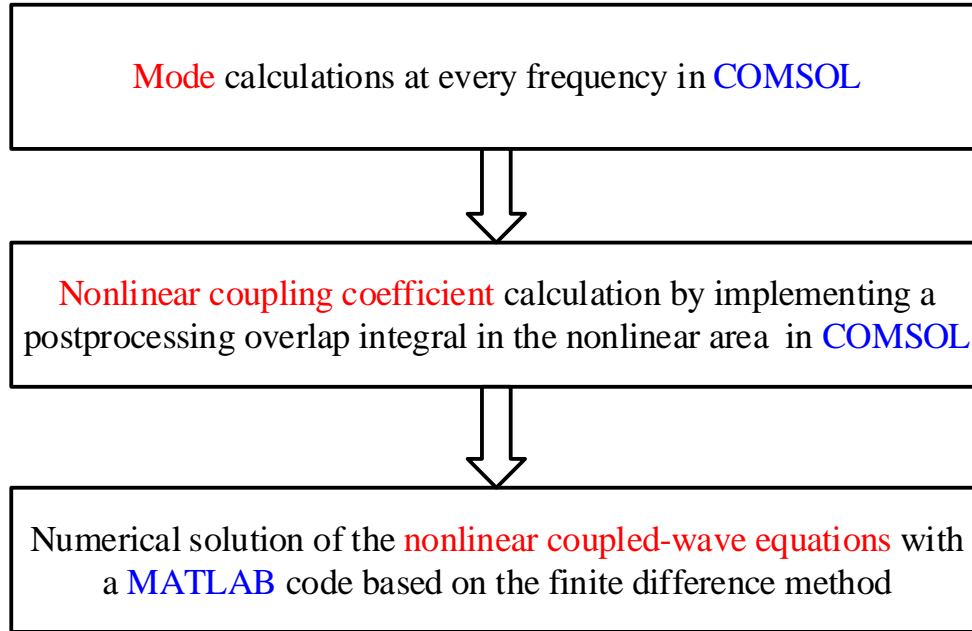 Mode calculations at every frequency in COMSOL
Nonlinear coupling coefficient calculation by implementing a
postprocessing overlap integral in the nonlinear area in COMSOL
Numerical solution of the nonlinear coupled-wave equations with
a MATLAB code based on the finite difference method